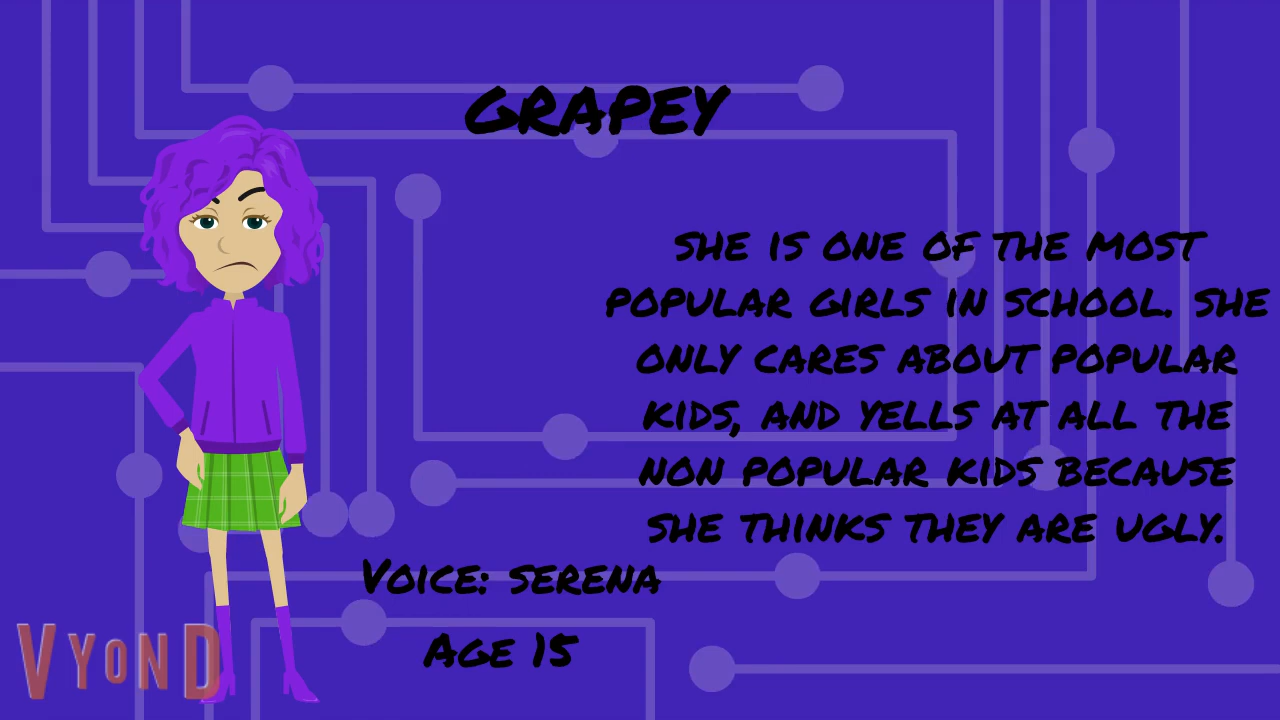 GRAPEY
SHE IS ONE OF THE MOST
POPULAR GIRLS IN SCHOOL. SHE
ONLY CARES ABOUT POPULAR
KIDS, AND YELLS AT ALL THE
NON POPULAR KIDS BECAUSE
SHE THINKS THEY ARE UGLY.
VOICE: SERENA
AGE 15
VYOND